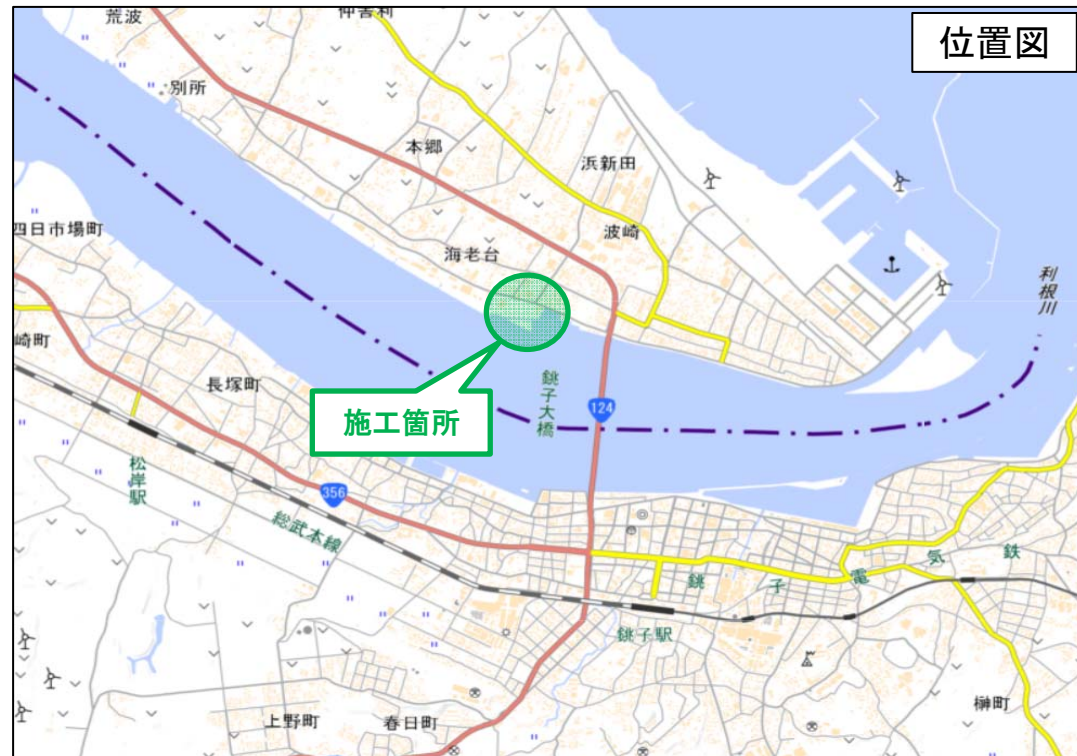 位置図
荒波
仲舎利
別所
本郷
浜新田
四日市場町
海老台
波崎
利根川
崎町
長塚町
施工箇所
銚子大橋
124
松岸駅
356
総武本線
銚子電気鉄
銚子駅
上野町
春日町
榊町